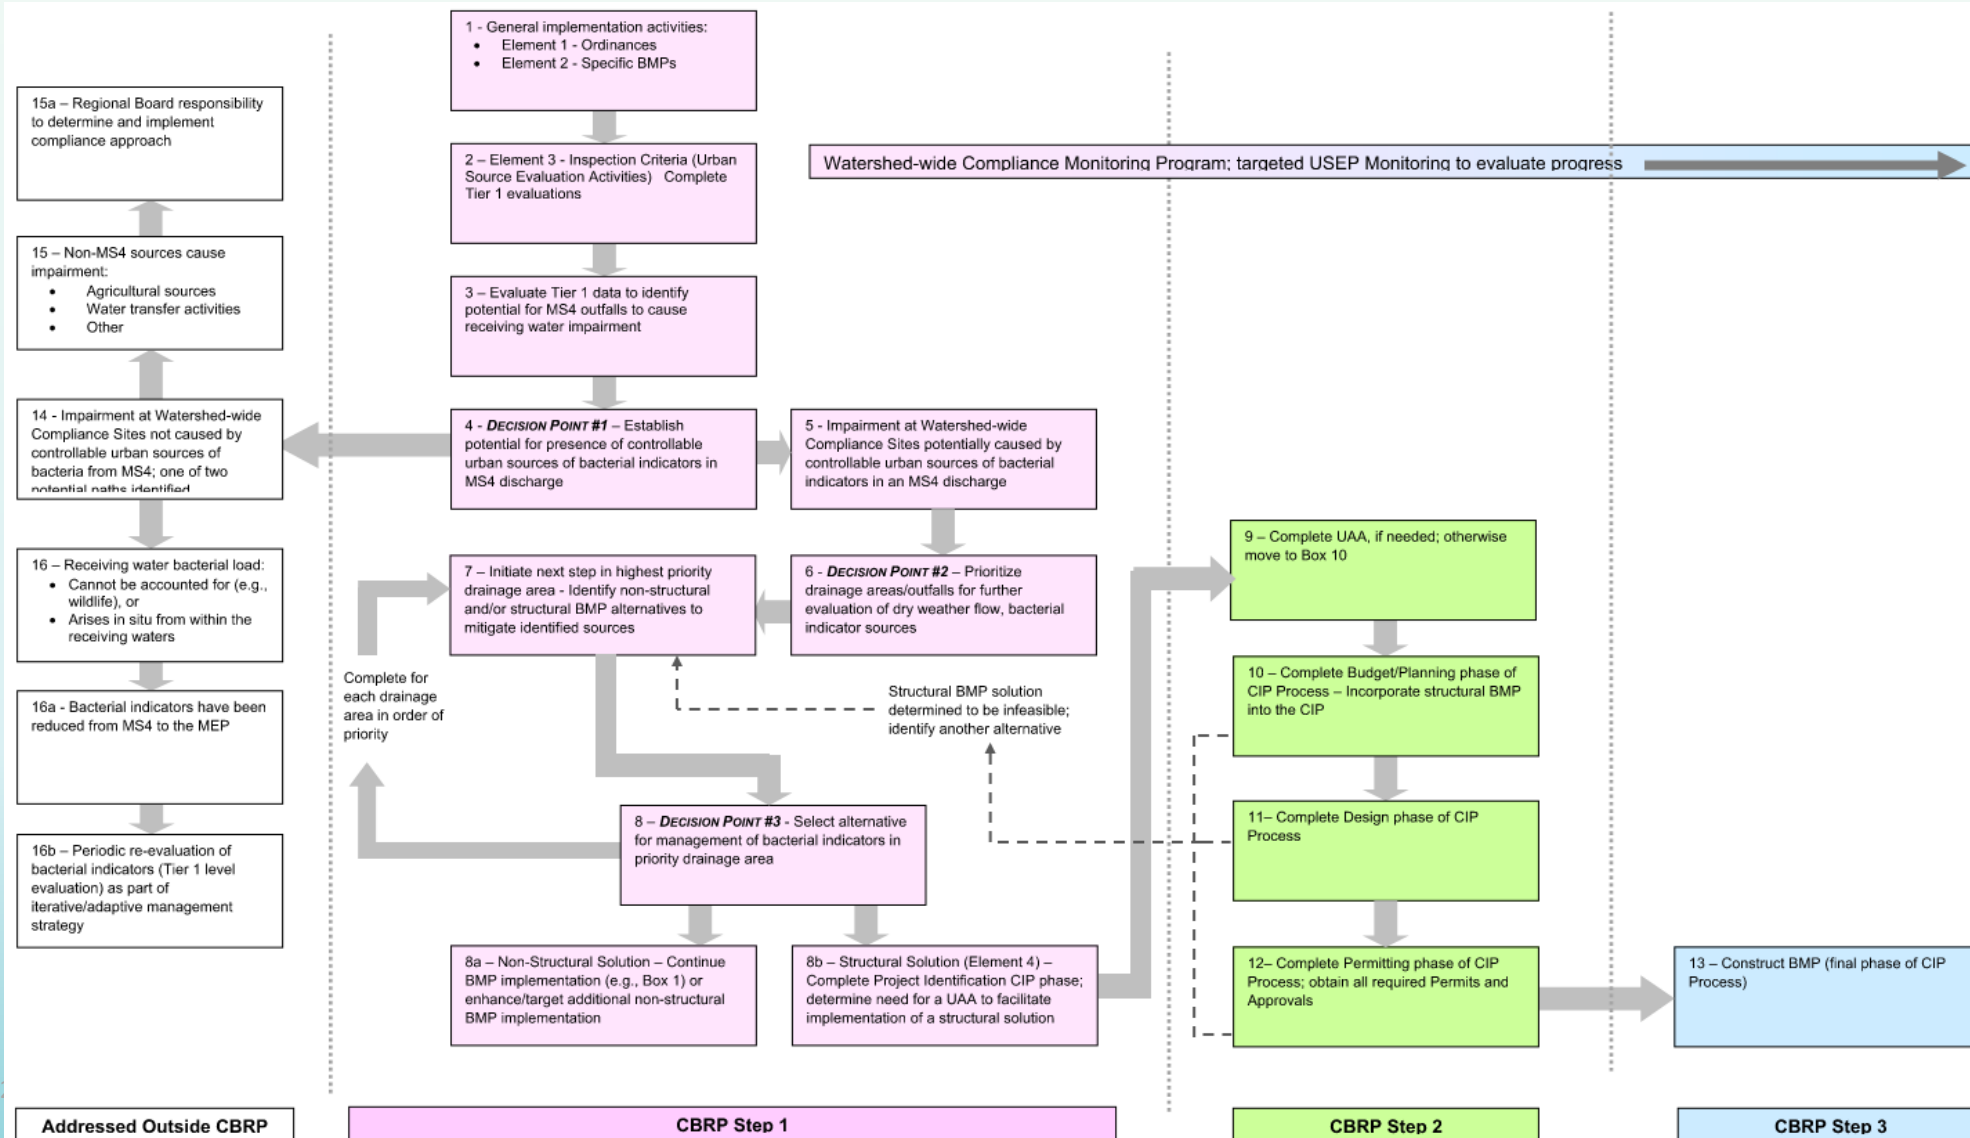 1 - General implementation activities:
• Element 1 - Ordinances
• Element 2 - Specific BMPs
15a – Regional Board responsibility
to determine and implement
compliance approach
2 – Element 3 - Inspection Criteria (Urban
Source Evaluation Activities) Complete
Tier 1 evaluations
Watershed-wide Compliance Monitoring Program; targeted USEP Monitoring to evaluate progress
15 – Non-MS4 sources cause
impairment:
• Agricultural sources
• Water transfer activities
• Other
3 – Evaluate Tier 1 data to identify
potential for MS4 outfalls to cause
receiving water impairment
14 - Impairment at Watershed-wide
Compliance Sites not caused by
controllable urban sources of
bacteria from MS4; one of two
potential paths identified
4 - DECISION POINT #1 – Establish
potential for presence of controllable
urban sources of bacterial indicators in
MS4 discharge
5 - Impairment at Watershed-wide
Compliance Sites potentially caused by
controllable urban sources of bacterial
indicators in an MS4 discharge
16 – Receiving water bacterial load:
• Cannot be accounted for (e.g.,
wildlife), or
• Arises in situ from within the
receiving waters
7 – Initiate next step in highest priority
drainage area - Identify non-structural
and/or structural BMP alternatives to
mitigate identified sources
6 - DECISION POINT #2 – Prioritize
drainage areas/outfalls for further
evaluation of dry weather flow, bacterial
indicator sources
9 – Complete UAA, if needed; otherwise
move to Box 10
Complete for
each drainage
area in order of
priority
Structural BMP solution
determined to be infeasible;
identify another alternative
10 – Complete Budget/Planning phase of
CIP Process – Incorporate structural BMP
into the CIP
16a - Bacterial indicators have been
reduced from MS4 to the MEP
8 – DECISION POINT #3 - Select alternative
for management of bacterial indicators in
priority drainage area
11– Complete Design phase of CIP
Process
16b – Periodic re-evaluation of
bacterial indicators (Tier 1 level
evaluation) as part of
iterative/adaptive management
strategy
8a – Non-Structural Solution – Continue
BMP implementation (e.g., Box 1) or
enhance/target additional non-structural
BMP implementation
8b – Structural Solution (Element 4) –
Complete Project Identification CIP phase;
determine need for a UAA to facilitate
implementation of a structural solution
12– Complete Permitting phase of CIP
Process; obtain all required Permits and
Approvals
13 – Construct BMP (final phase of CIP
Process)
Addressed Outside CBRP
CBRP Step 1
CBRP Step 2
CBRP Step 3